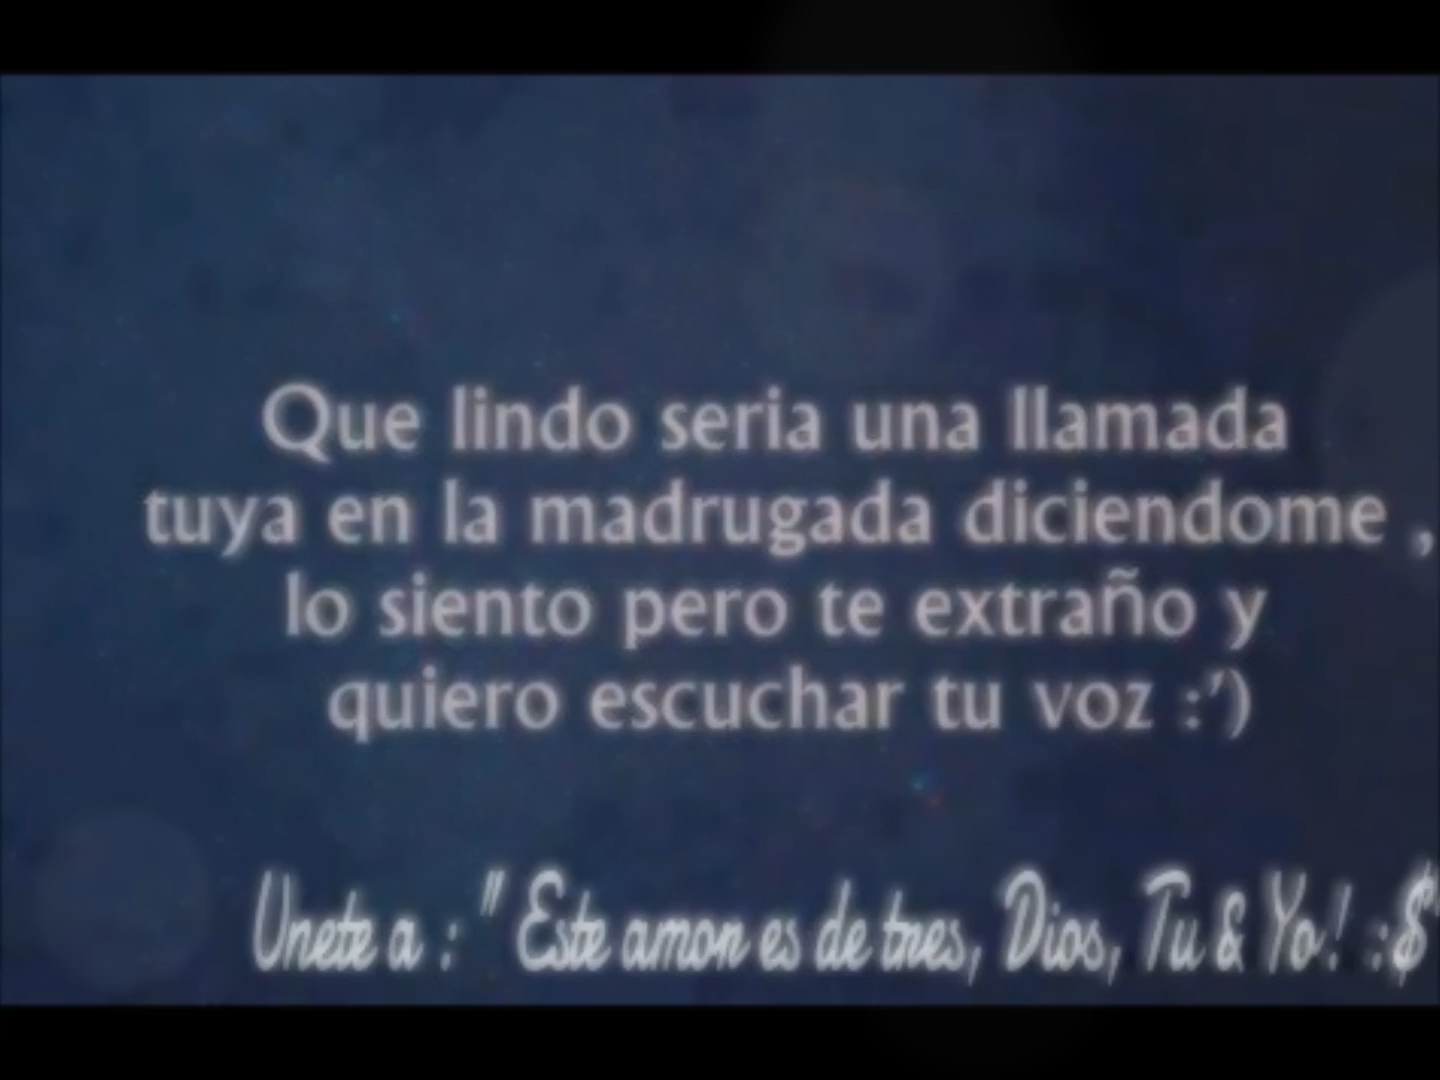 Que lindo seria una llamada
tuya en la madrugada diciendome ,
lo siento pero te extraño y
quiero escuchar tu voz :')
Unete a : " Este amor es de tres, Dios, Tu & Yo! :$"